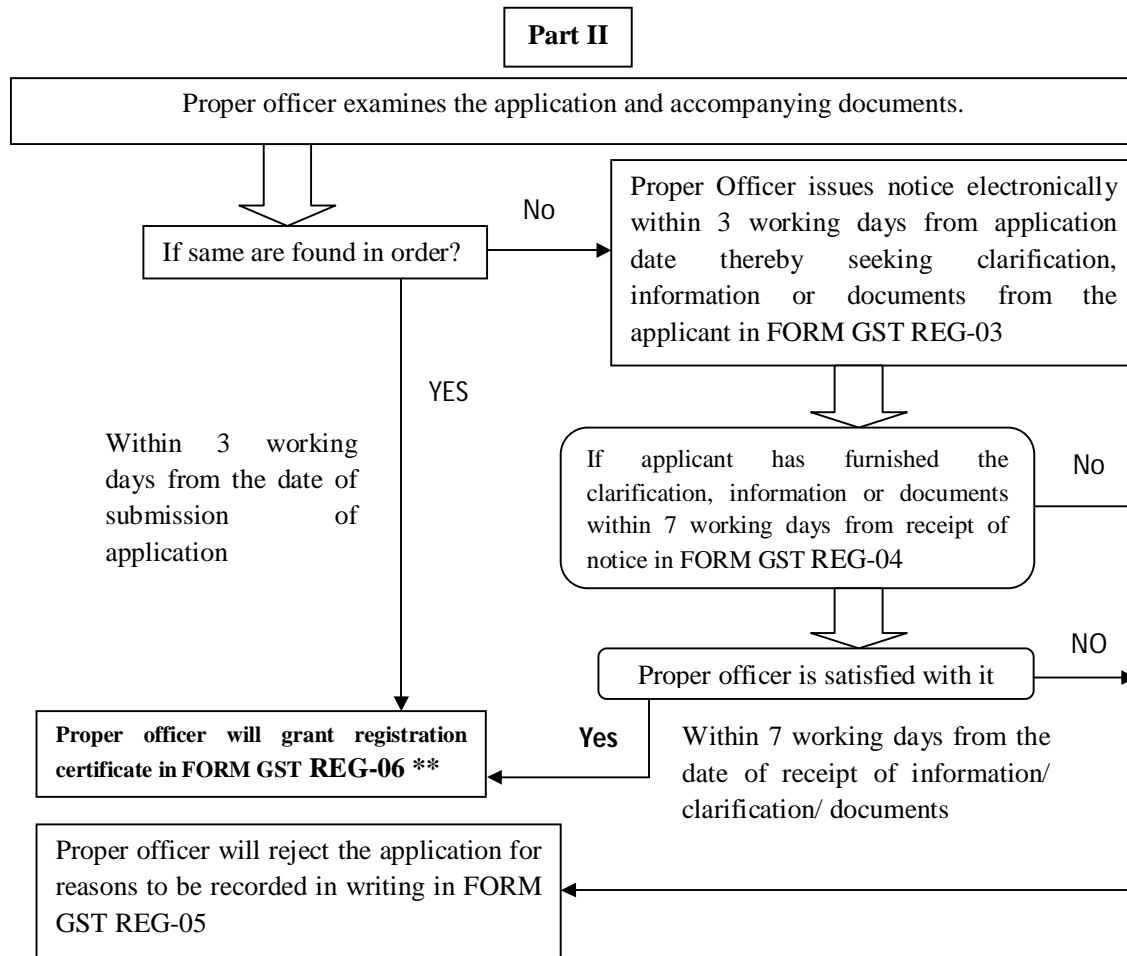 Part II
Proper officer examines the application and accompanying documents.
If same are found in order?
No
Proper Officer issues notice electronically
within 3 working days from application
date thereby seeking clarification,
information or documents from the
applicant in FORM GST REG-03
YES
Within 3 working
days from the date of
submission of
application
If applicant has furnished the
clarification, information or documents
within 7 working days from receipt of
notice in FORM GST REG-04
No
Proper officer is satisfied with it
NO
Proper officer will grant registration
certificate in FORM GST REG-06 **
Yes
Within 7 working days from the
date of receipt of information/
clarification/ documents
Proper officer will reject the application for
reasons to be recorded in writing in FORM
GST REG-05